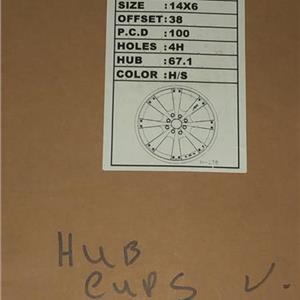 SIZE :14X6
OFFSET :38
P.C.D :100
HOLES :4H
HUB :67.1
COLOR :H/S
HUB
CUPS V.